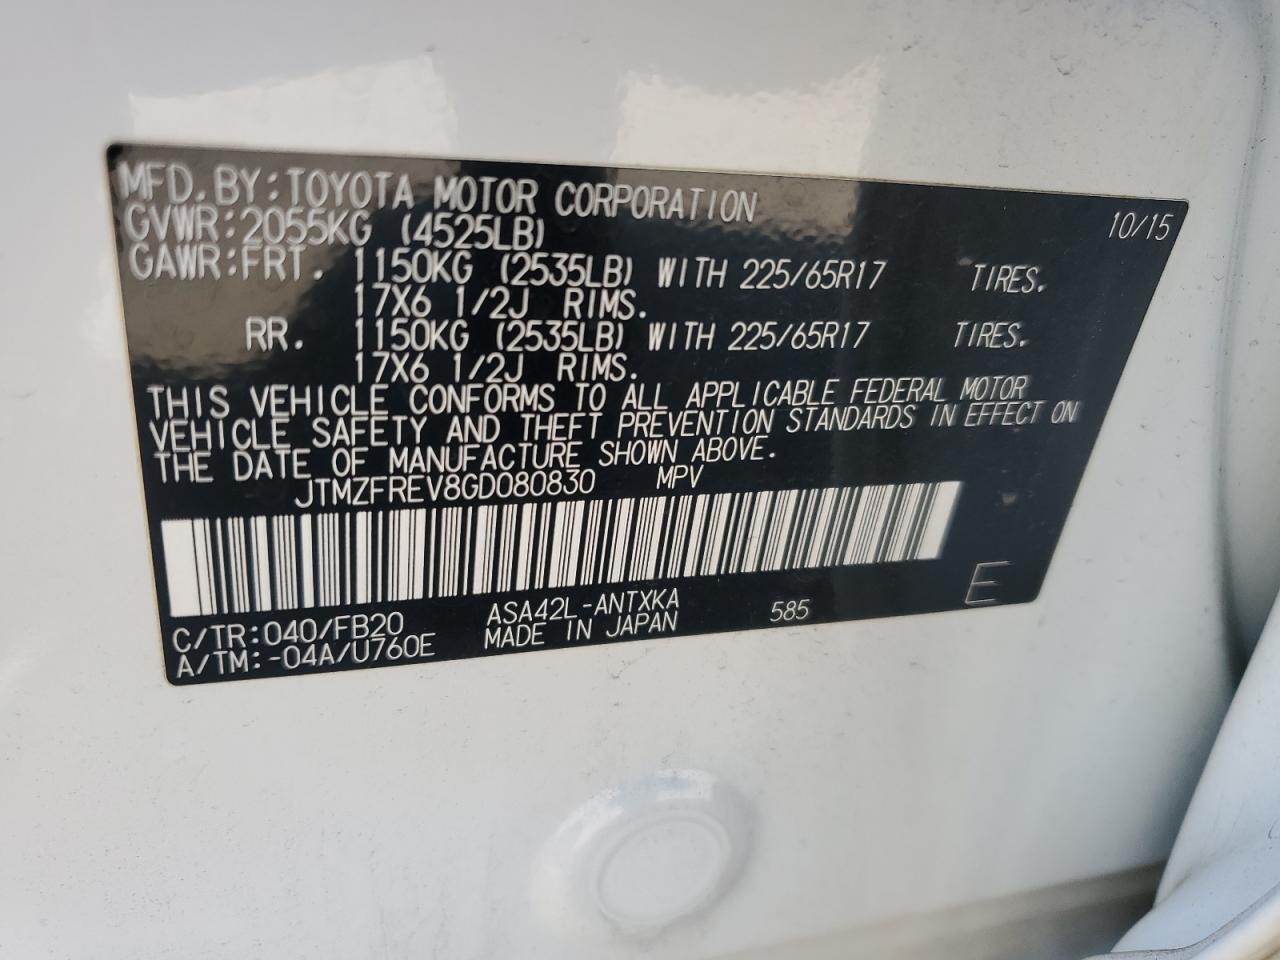 MFD. BY: TOYOTA MOTOR CORPORATION 10/15
GVWR: 2055KG (4525LB)
GAWR: FRT. 1150KG (2535LB) WITH 225/65R17 TIRES.
17X6 1/2J RIMS.
RR. 1150KG (2535LB) WITH 225/65R17 TIRES.
17X6 1/2J RIMS.
THIS VEHICLE CONFORMS TO ALL APPLICABLE FEDERAL MOTOR
VEHICLE SAFETY AND THEFT PREVENTION STANDARDS IN EFFECT ON
THE DATE OF MANUFACTURE SHOWN ABOVE.
JTMZFREV8GD080830 MPV
C/TR: 040/FB20 ASA42L-ANTXKA 585 E
A/TM: -04A/U760E MADE IN JAPAN